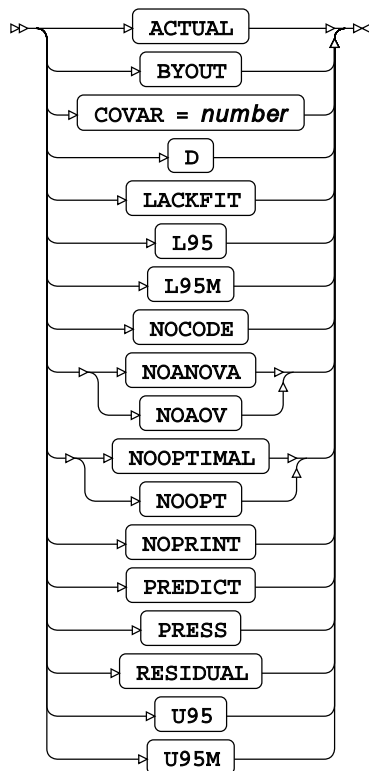 ACTUAL
BYOUT
COVAR = number
D
LACKFIT
L95
L95M
NOCODE
NOANOVA
NOAOV
NOOPTIMAL
NOOPT
NOPRINT
PREDICT
PRESS
RESIDUAL
U95
U95M